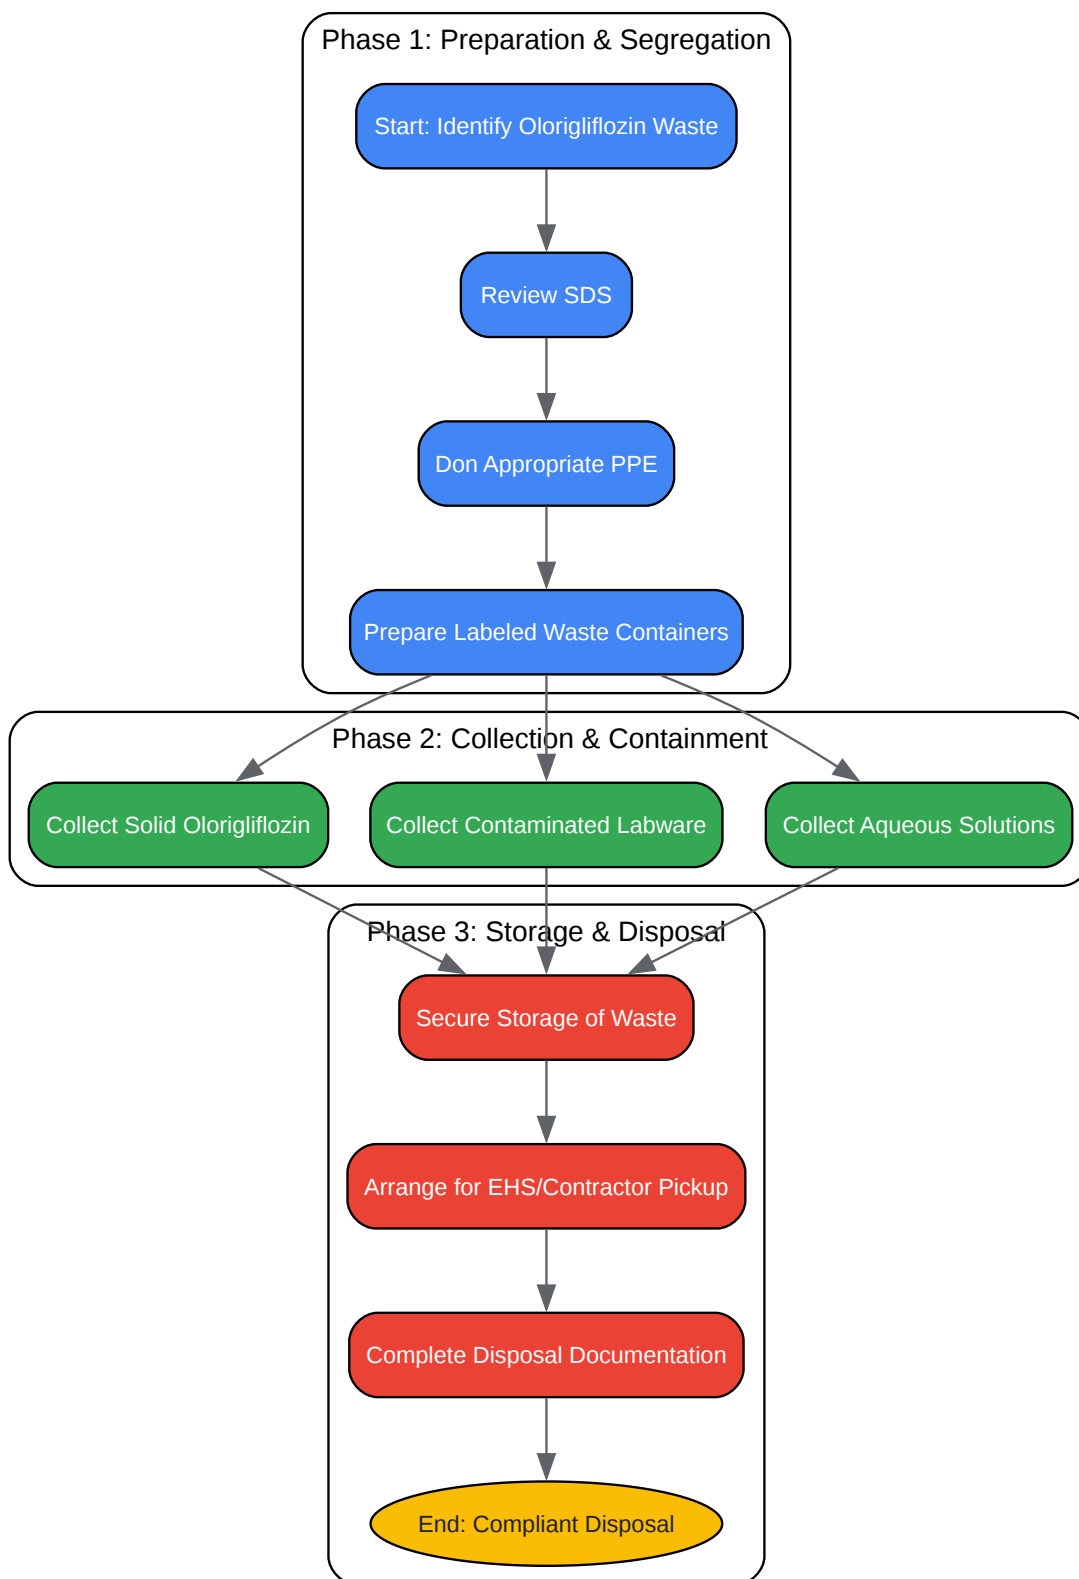 Phase 1: Preparation & Segregation
Start: Identify Olorigliflozin Waste
Review SDS
Don Appropriate PPE
Prepare Labeled Waste Containers
Phase 2: Collection & Containment
Collect Solid Olorigliflozin
Collect Contaminated Labware
Collect Aqueous Solutions
Phase 3: Storage & Disposal
Secure Storage of Waste
Arrange for EHS/Contractor Pickup
Complete Disposal Documentation
End: Compliant Disposal